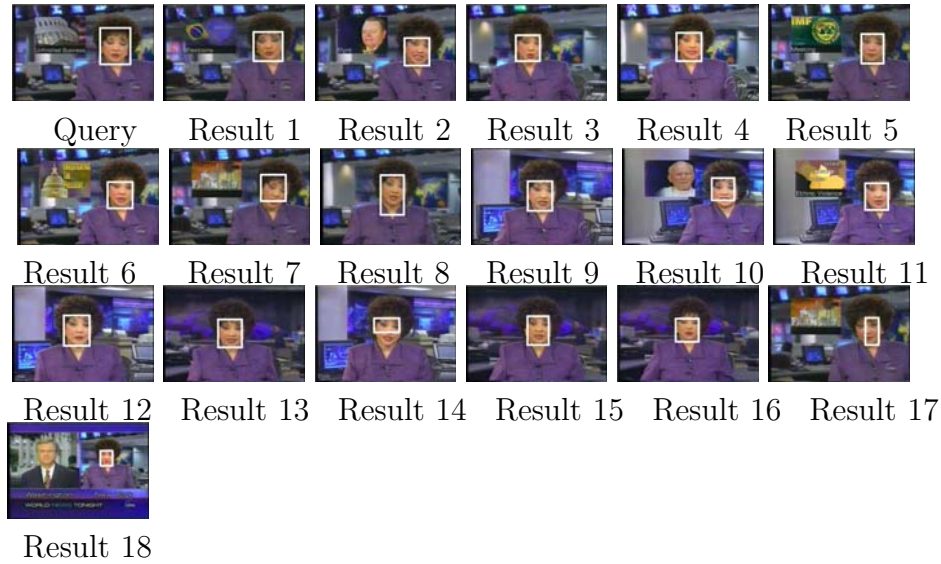 Query Result 1 Result 2 Result 3 Result 4 Result 5
IMF
Result 6 Result 7 Result 8 Result 9 Result 10 Result 11
Result 12 Result 13 Result 14 Result 15 Result 16 Result 17
WORLD NEWS TONIGHT
Result 18